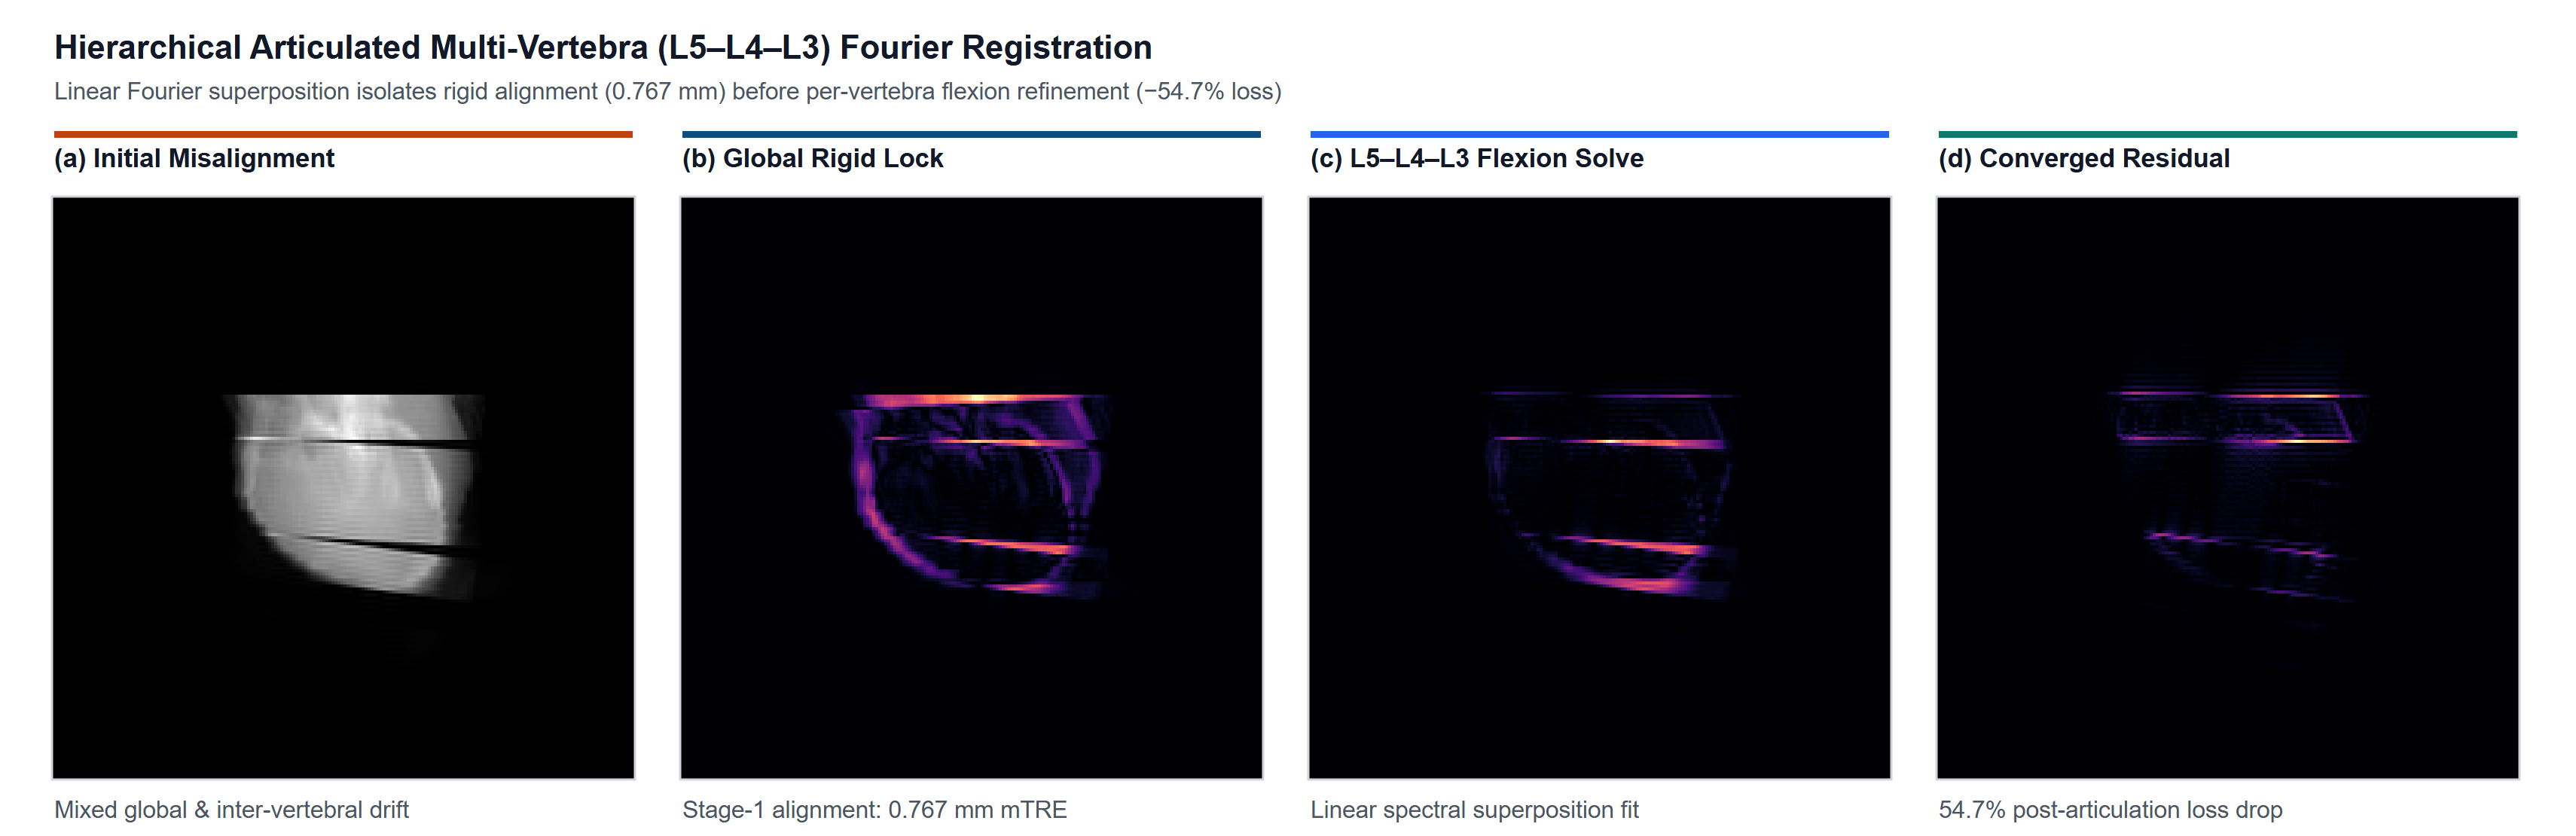 Hierarchical Articulated Multi-Vertebra (L5–L4–L3) Fourier Registration
Linear Fourier superposition isolates rigid alignment (0.767 mm) before per-vertebra flexion refinement (−54.7% loss)
(a) Initial Misalignment
(b) Global Rigid Lock
(c) L5–L4–L3 Flexion Solve
(d) Converged Residual
Mixed global & inter-vertebral drift
Stage-1 alignment: 0.767 mm mTRE
Linear spectral superposition fit
54.7% post-articulation loss drop